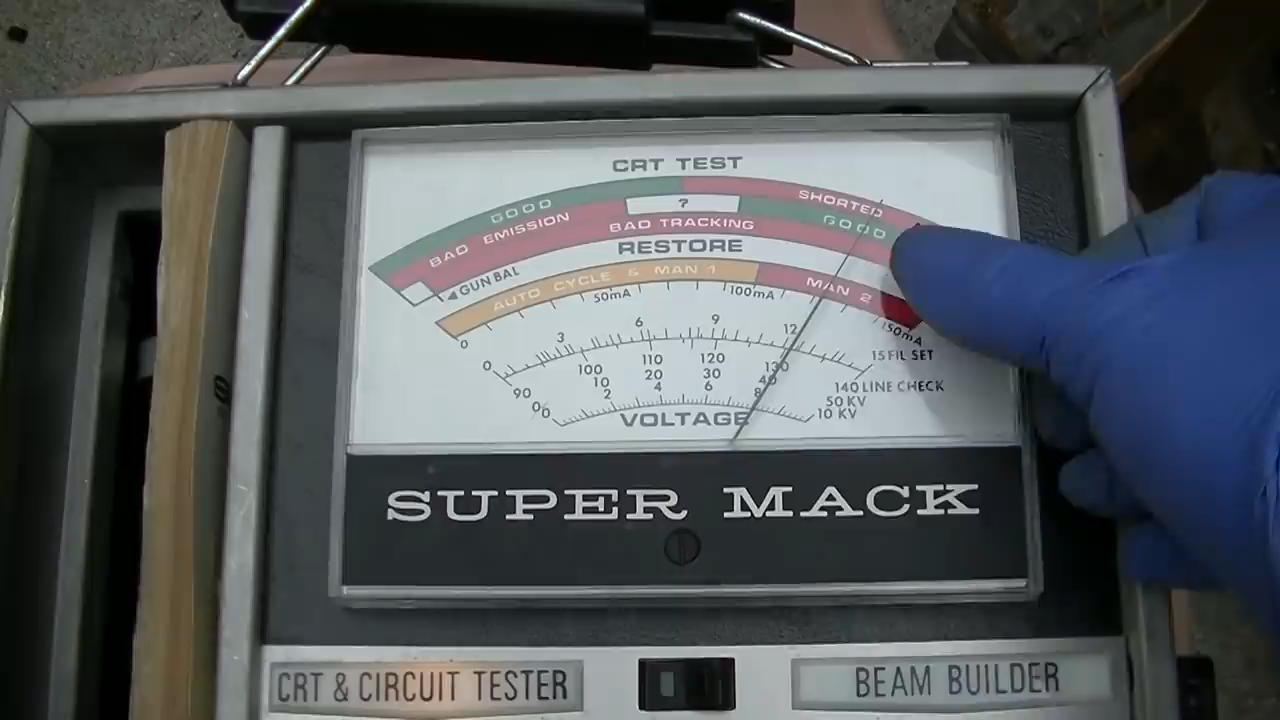 CRT TEST
GOOD SHORTED
BAD EMISSION ? GOOD
BAD TRACKING
GUN BAL RESTORE
AUTO CYCLE & MAN 1 MAN 2
0 50mA 100mA 150mA
0 3 6 9 12 15 FIL SET
90 100 110 120 130 140 LINE CHECK
0 10 20 30 40 50 KV
0 2 4 6 8 10 KV
VOLTAGE
SUPER MACK
CRT & CIRCUIT TESTER
BEAM BUILDER